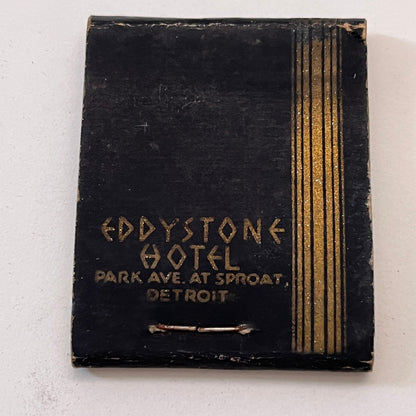 EDDYSTONE
HOTEL
PARK AVE. AT SPROAT
DETROIT